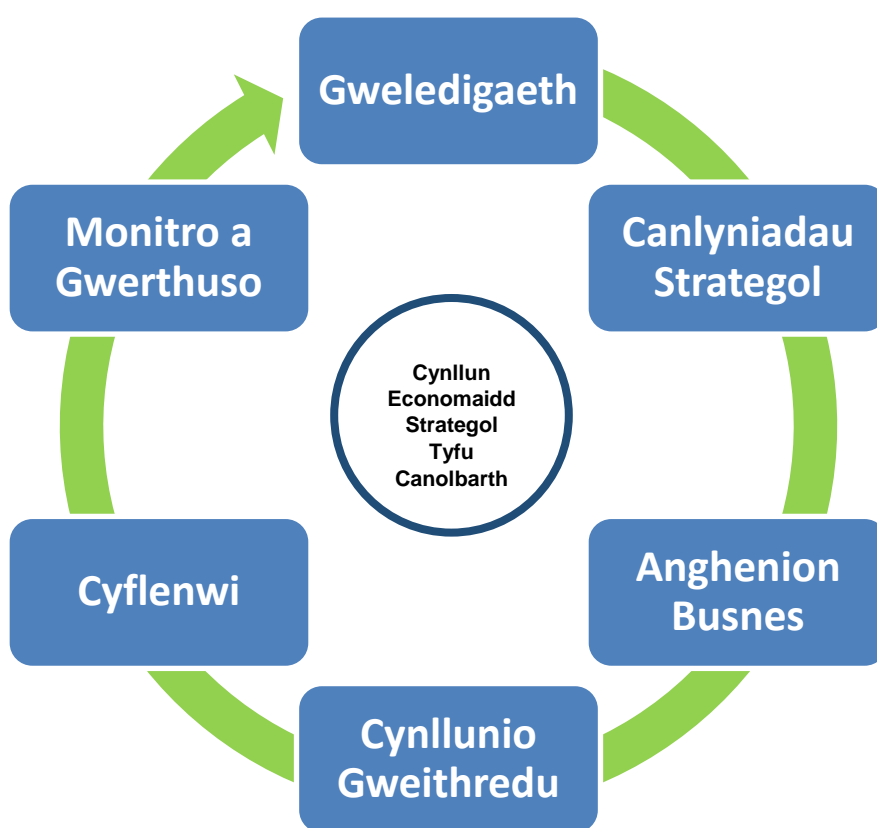 Gweledigaeth
Canlyniadau
Strategol
Anghenion
Busnes
Cynllunio
Gweithredu
Cyflenwi
Monitro a
Gwerthuso
Cynllun
Economaidd
Strategol
Tyfu
Canolbarth